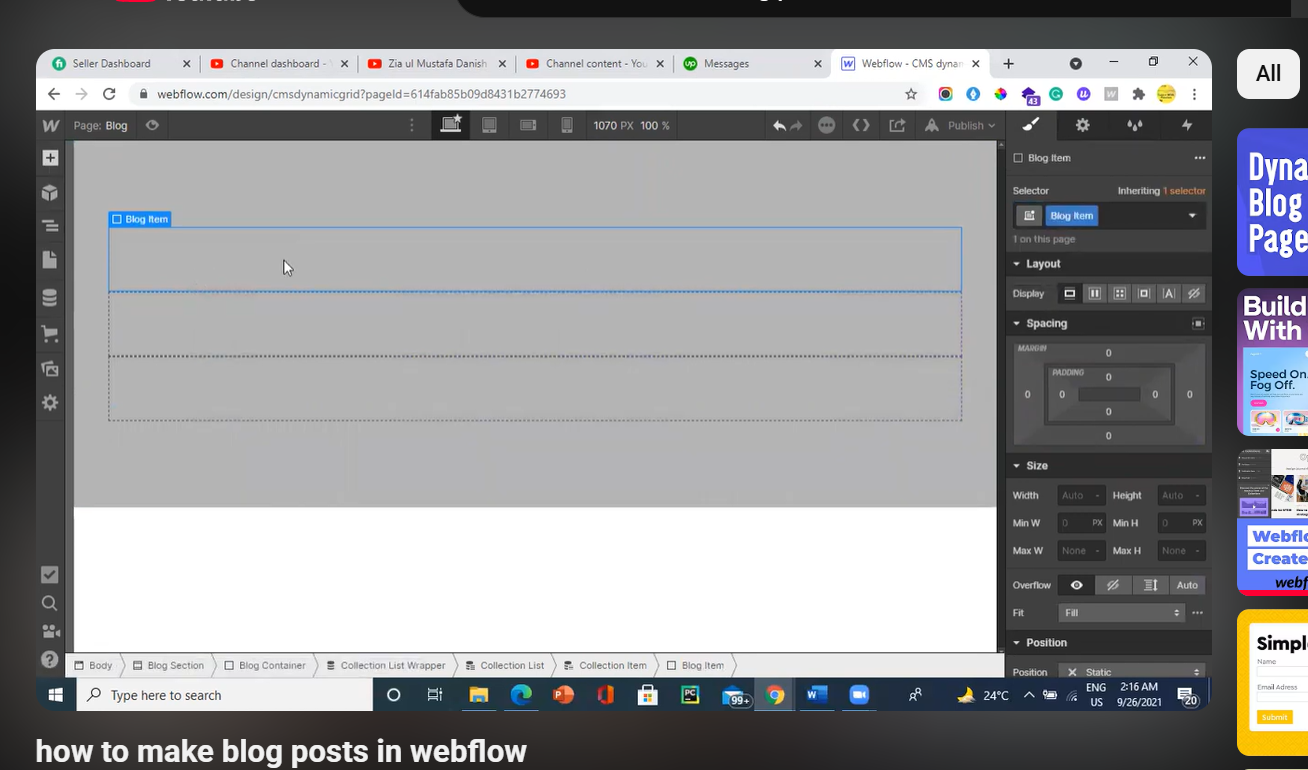 Seller Dashboard
Channel dashboard -
Zia ul Mustafa Danish
Channel content - You
Messages
Webflow - CMS dynam
webflow.com/design/cmsdynamicgrid?pageId=614fab85b09d8431b2774693
43
Page: Blog
1070 PX 100 %
Publish
Blog Item
Selector
Inheriting 1 selector
Blog Item
1 on this page
Layout
Display
Spacing
MARGIN
0
PADDING
0
0 0 0 0
0
0
Size
Width Auto - Height Auto -
Min W 0 PX Min H 0 PX
Max W None - Max H None -
Overflow Auto
Fit Fill
Position
Position Static
Blog Item
Body
Blog Section
Blog Container
Collection List Wrapper
Collection List
Collection Item
Blog Item
Type here to search
99+
24°C
ENG
US
2:16 AM
9/26/2021
20
how to make blog posts in webflow
All
Dyna
Blog
Page
Build
With
Speed On.
Fog Off.
Webflo
Create
webf
Simple
Name
Email Adress
Submit